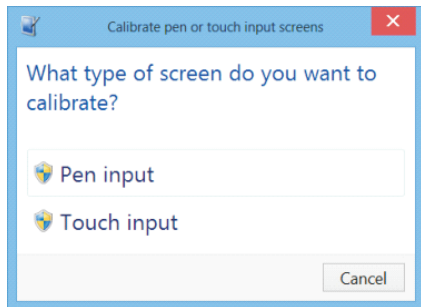 Calibrate pen or touch input screens
What type of screen do you want to
calibrate?
Pen input
Touch input
Cancel